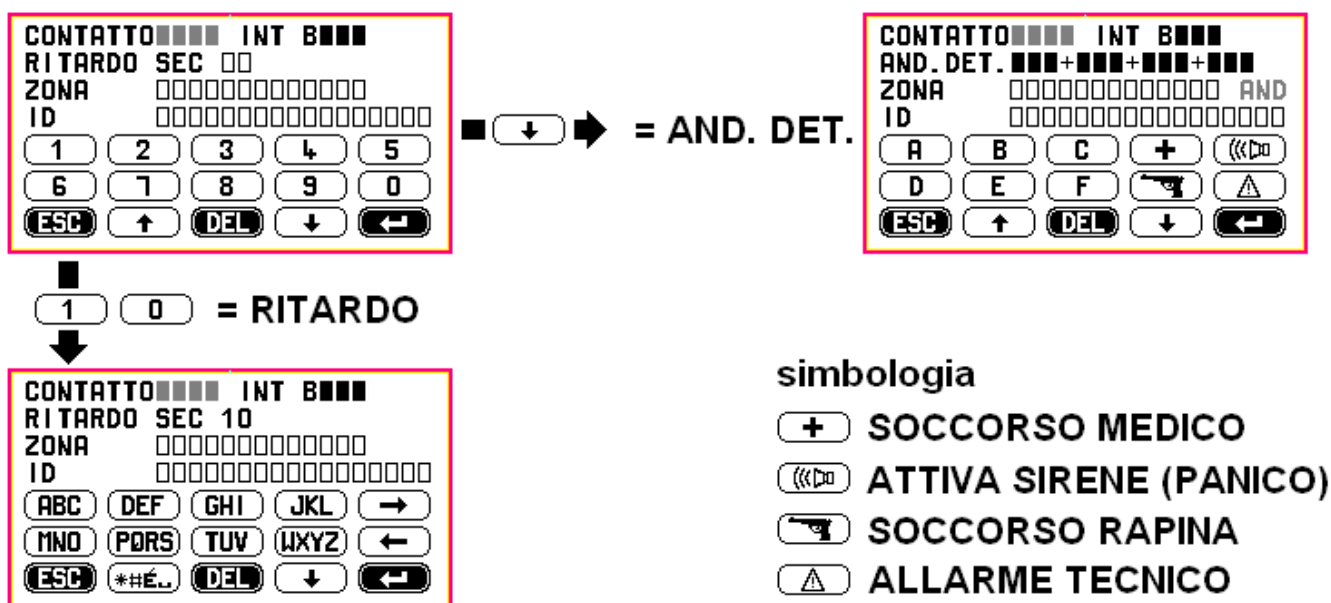 CONTATTO INT B
RITARDO SEC
ZONA
ID
1 2 3 4 5
6 7 8 9 0
ESC ↑ DEL ↓ ↵
↓ = AND. DET.
CONTATTO INT B
AND.DET. + + +
ZONA AND
ID
A B C +
D E F
ESC ↑ DEL ↓ ↵
1 0 = RITARDO
CONTATTO INT B
RITARDO SEC 10
ZONA
ID
ABC DEF GHI JKL →
MNO PQRS TUV WXYZ ←
ESC *#É␣ DEL ↓ ↵
simbologia
+ SOCCORSO MEDICO
ATTIVA SIRENE (PANICO)
SOCCORSO RAPINA
ALLARME TECNICO